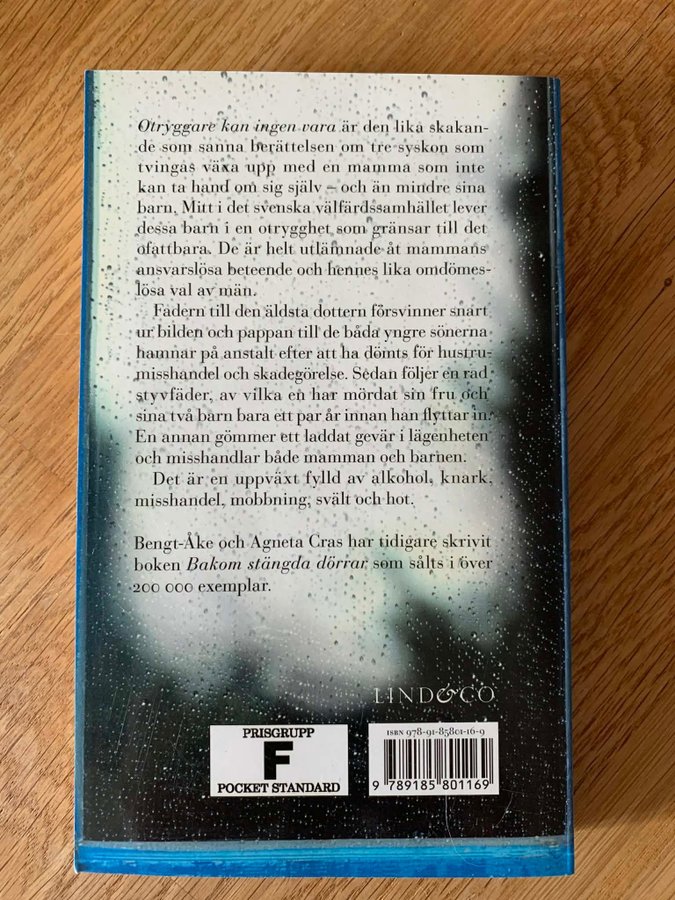 Otryggare kan ingen vara är den lika skakan-
de som sanna berättelsen om tre syskon som
tvingas växa upp med en mamma som inte
kan ta hand om sig själv – och än mindre sina
barn. Mitt i det svenska välfärdssamhället lever
dessa barn i en otrygghet som gränsar till det
ofattbara. De är helt utlämnade åt mammans
ansvarslösa beteende och hennes lika omdömes-
lösa val av män.
Fadern till den äldsta dottern försvinner snart
ur bilden och pappan till de båda yngre sönerna
hamnar på anstalt efter att ha dömts för hustru-
misshandel och skadegörelse. Sedan följer en rad
styvfäder, av vilka en har mördat sin fru och
sina två barn bara ett par år innan han flyttar in.
En annan gömmer ett laddat gevär i lägenheten
och misshandlar både mamman och barnen.
Det är en uppväxt fylld av alkohol, knark,
misshandel, mobbning, svält och hot.
Bengt-Åke och Agneta Cras har tidigare skrivit
boken Bakom stängda dörrar som sålts i över
200 000 exemplar.
LIND&CO
PRISGRUPP
F
POCKET STANDARD
ISBN 978-91-85801-16-9
9 789185 801169